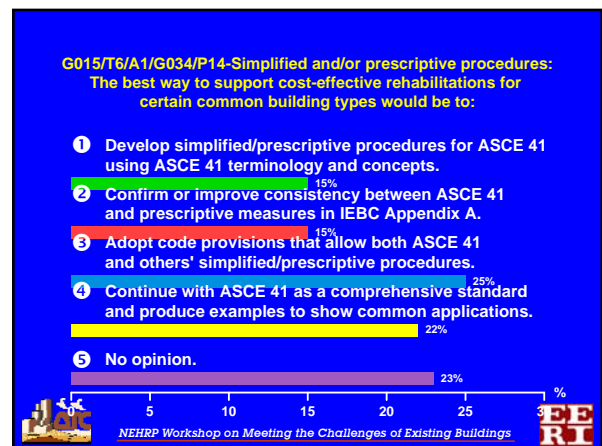 G015/T6/A1/G034/P14-Simplified and/or prescriptive procedures:
The best way to support cost-effective rehabilitations for
certain common building types would be to:
❶ Develop simplified/prescriptive procedures for ASCE 41
using ASCE 41 terminology and concepts.
15%
❷ Confirm or improve consistency between ASCE 41
and prescriptive measures in IEBC Appendix A.
15%
❸ Adopt code provisions that allow both ASCE 41
and others' simplified/prescriptive procedures.
25%
❹ Continue with ASCE 41 as a comprehensive standard
and produce examples to show common applications.
22%
❺ No opinion.
23%
%
0 5 10 15 20 25 3
ATC
NEHRP Workshop on Meeting the Challenges of Existing Buildings
EE
RI